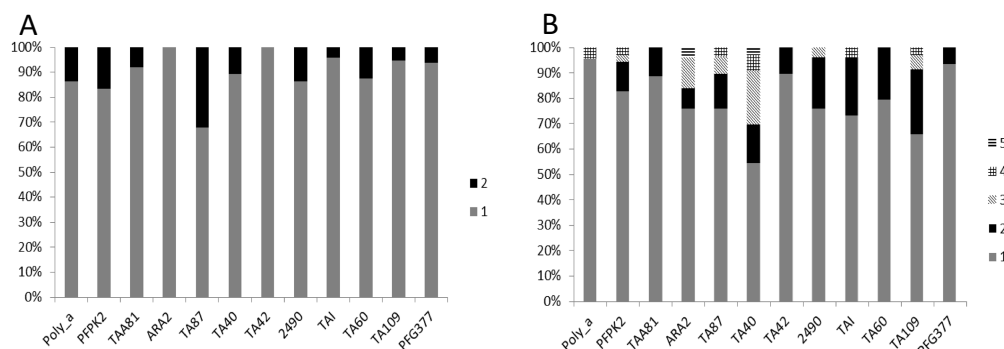 A
100%
90%
80%
70%
60%
50%
40%
30%
20%
10%
0%
Poly_a
PFPK2
TAA81
ARA2
TA87
TA40
TA42
2490
TAI
TA60
TA109
PFG377
2
1
B
100%
90%
80%
70%
60%
50%
40%
30%
20%
10%
0%
Poly_a
PFPK2
TAA81
ARA2
TA87
TA40
TA42
2490
TAI
TA60
TA109
PFG377
5
4
3
2
1